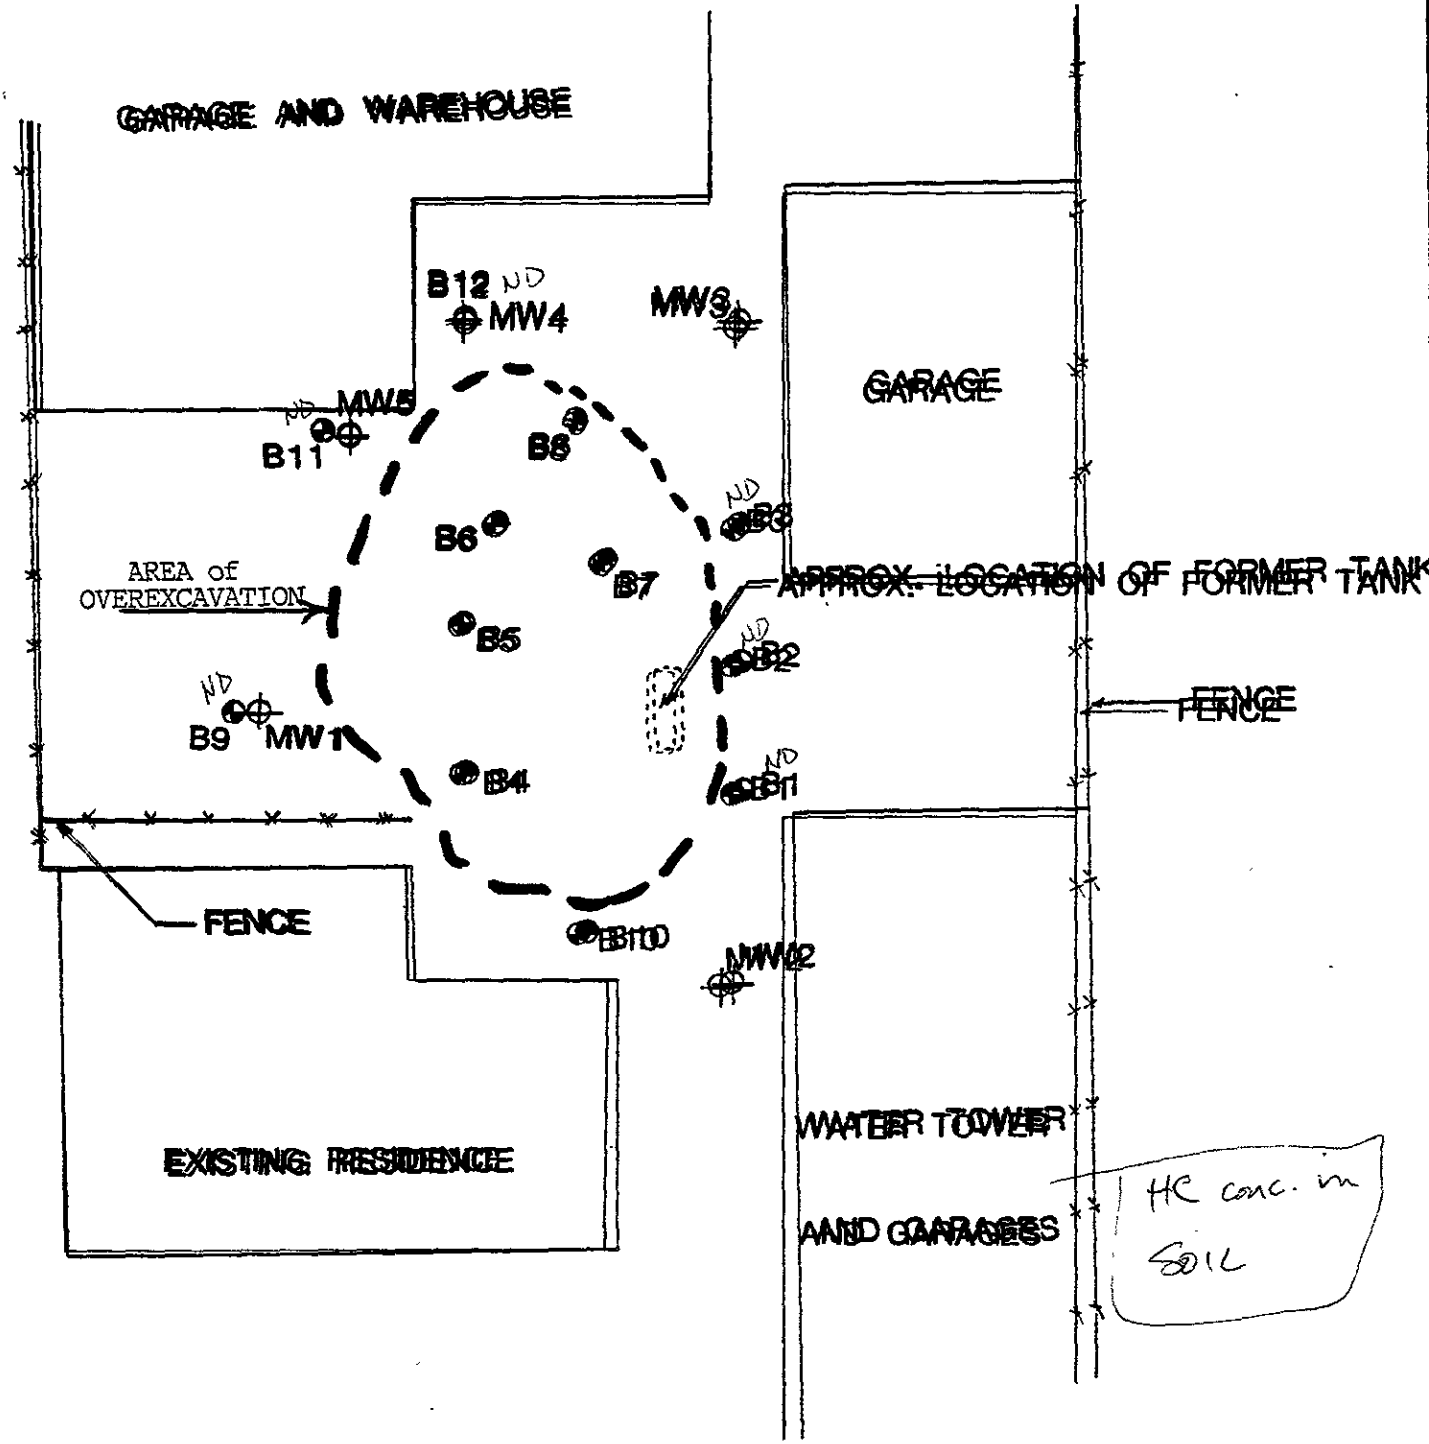 GARAGE AND WAREHOUSE
B12 ND
MW4
MW3
GARAGE
ND
MW5
B11
B8
ND
B3
B6
B7
APPROX. LOCATION OF FORMER TANK
AREA of
OVEREXCAVATION
B5
ND
B2
ND
B9
MW1
FENCE
B4
ND
B1
FENCE
B10
MW2
WATER TOWER
AND GARAGES
EXISTING RESIDENCE
HC conc. in
SOIL